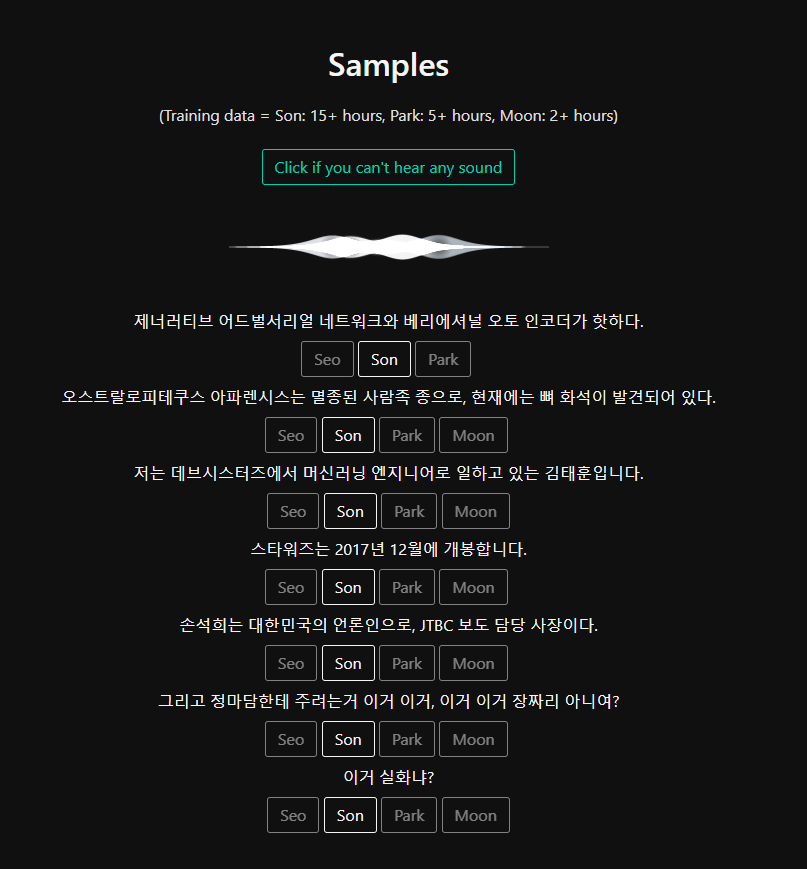 Samples
(Training data = Son: 15+ hours, Park: 5+ hours, Moon: 2+ hours)
Click if you can't hear any sound
제너러티브 어드벌서리얼 네트워크와 베리에셔널 오토 인코더가 핫하다.
Seo Son Park
오스트랄로피테쿠스 아파렌시스는 멸종된 사람족 종으로, 현재에는 뼈 화석이 발견되어 있다.
Seo Son Park Moon
저는 데브시스터즈에서 머신러닝 엔지니어로 일하고 있는 김태훈입니다.
Seo Son Park Moon
스타워즈는 2017년 12월에 개봉합니다.
Seo Son Park Moon
손석희는 대한민국의 언론인으로, JTBC 보도 담당 사장이다.
Seo Son Park Moon
그리고 정마담한테 주려는거 이거 이거, 이거 이거 장짜리 아니여?
Seo Son Park Moon
이거 실화냐?
Seo Son Park Moon